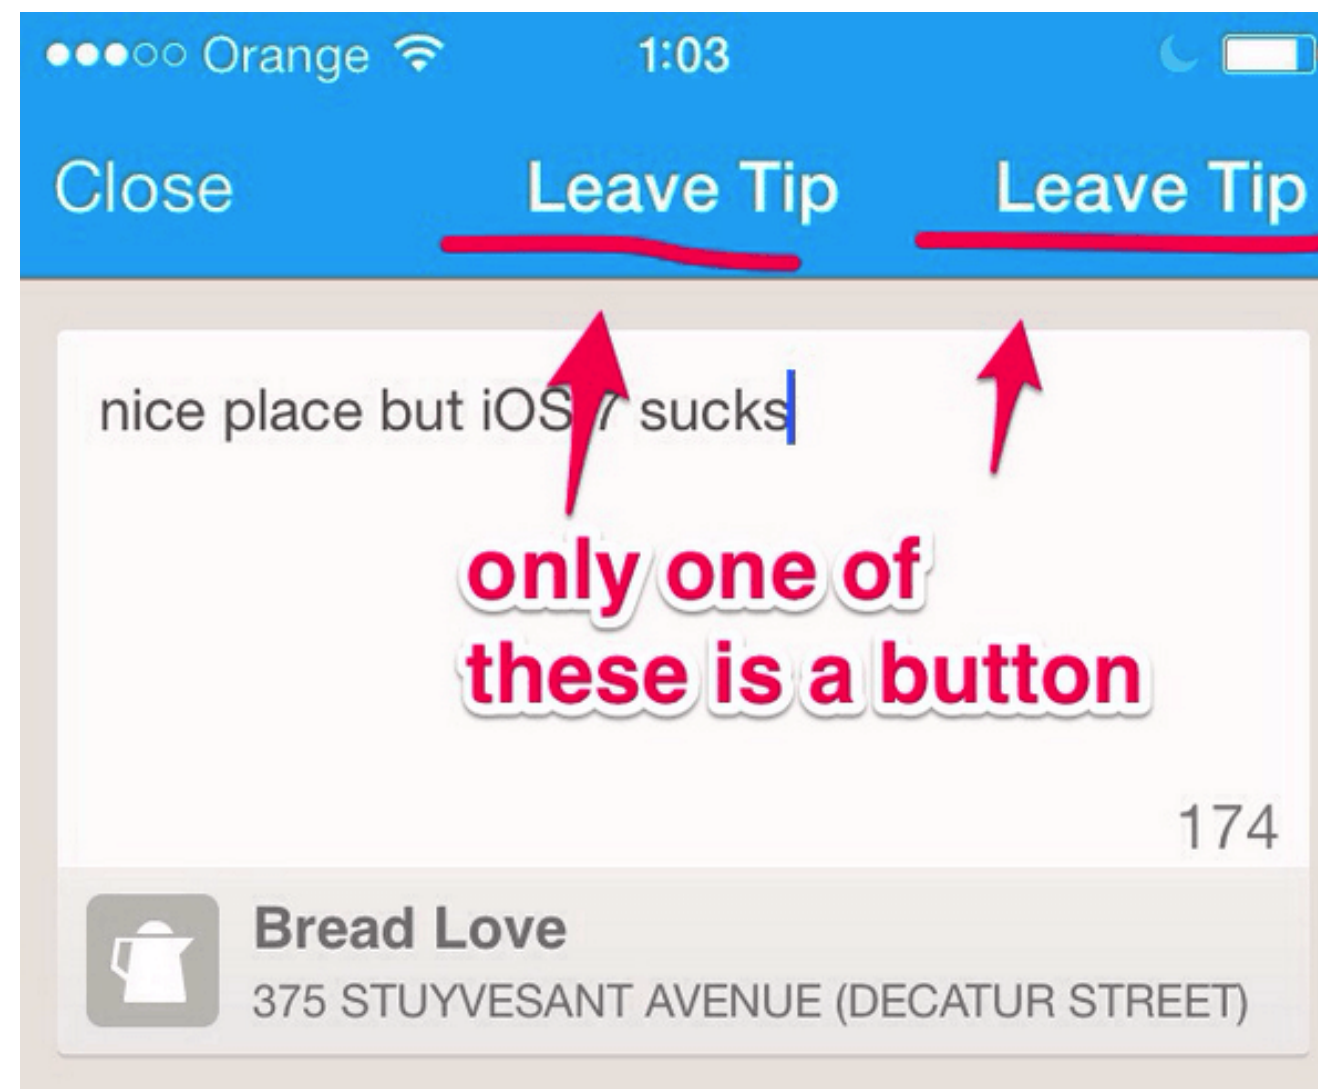 Orange 1:03
Close Leave Tip Leave Tip
nice place but iOS 7 sucks
only one of
these is a button
174
Bread Love
375 STUYVESANT AVENUE (DECATUR STREET)